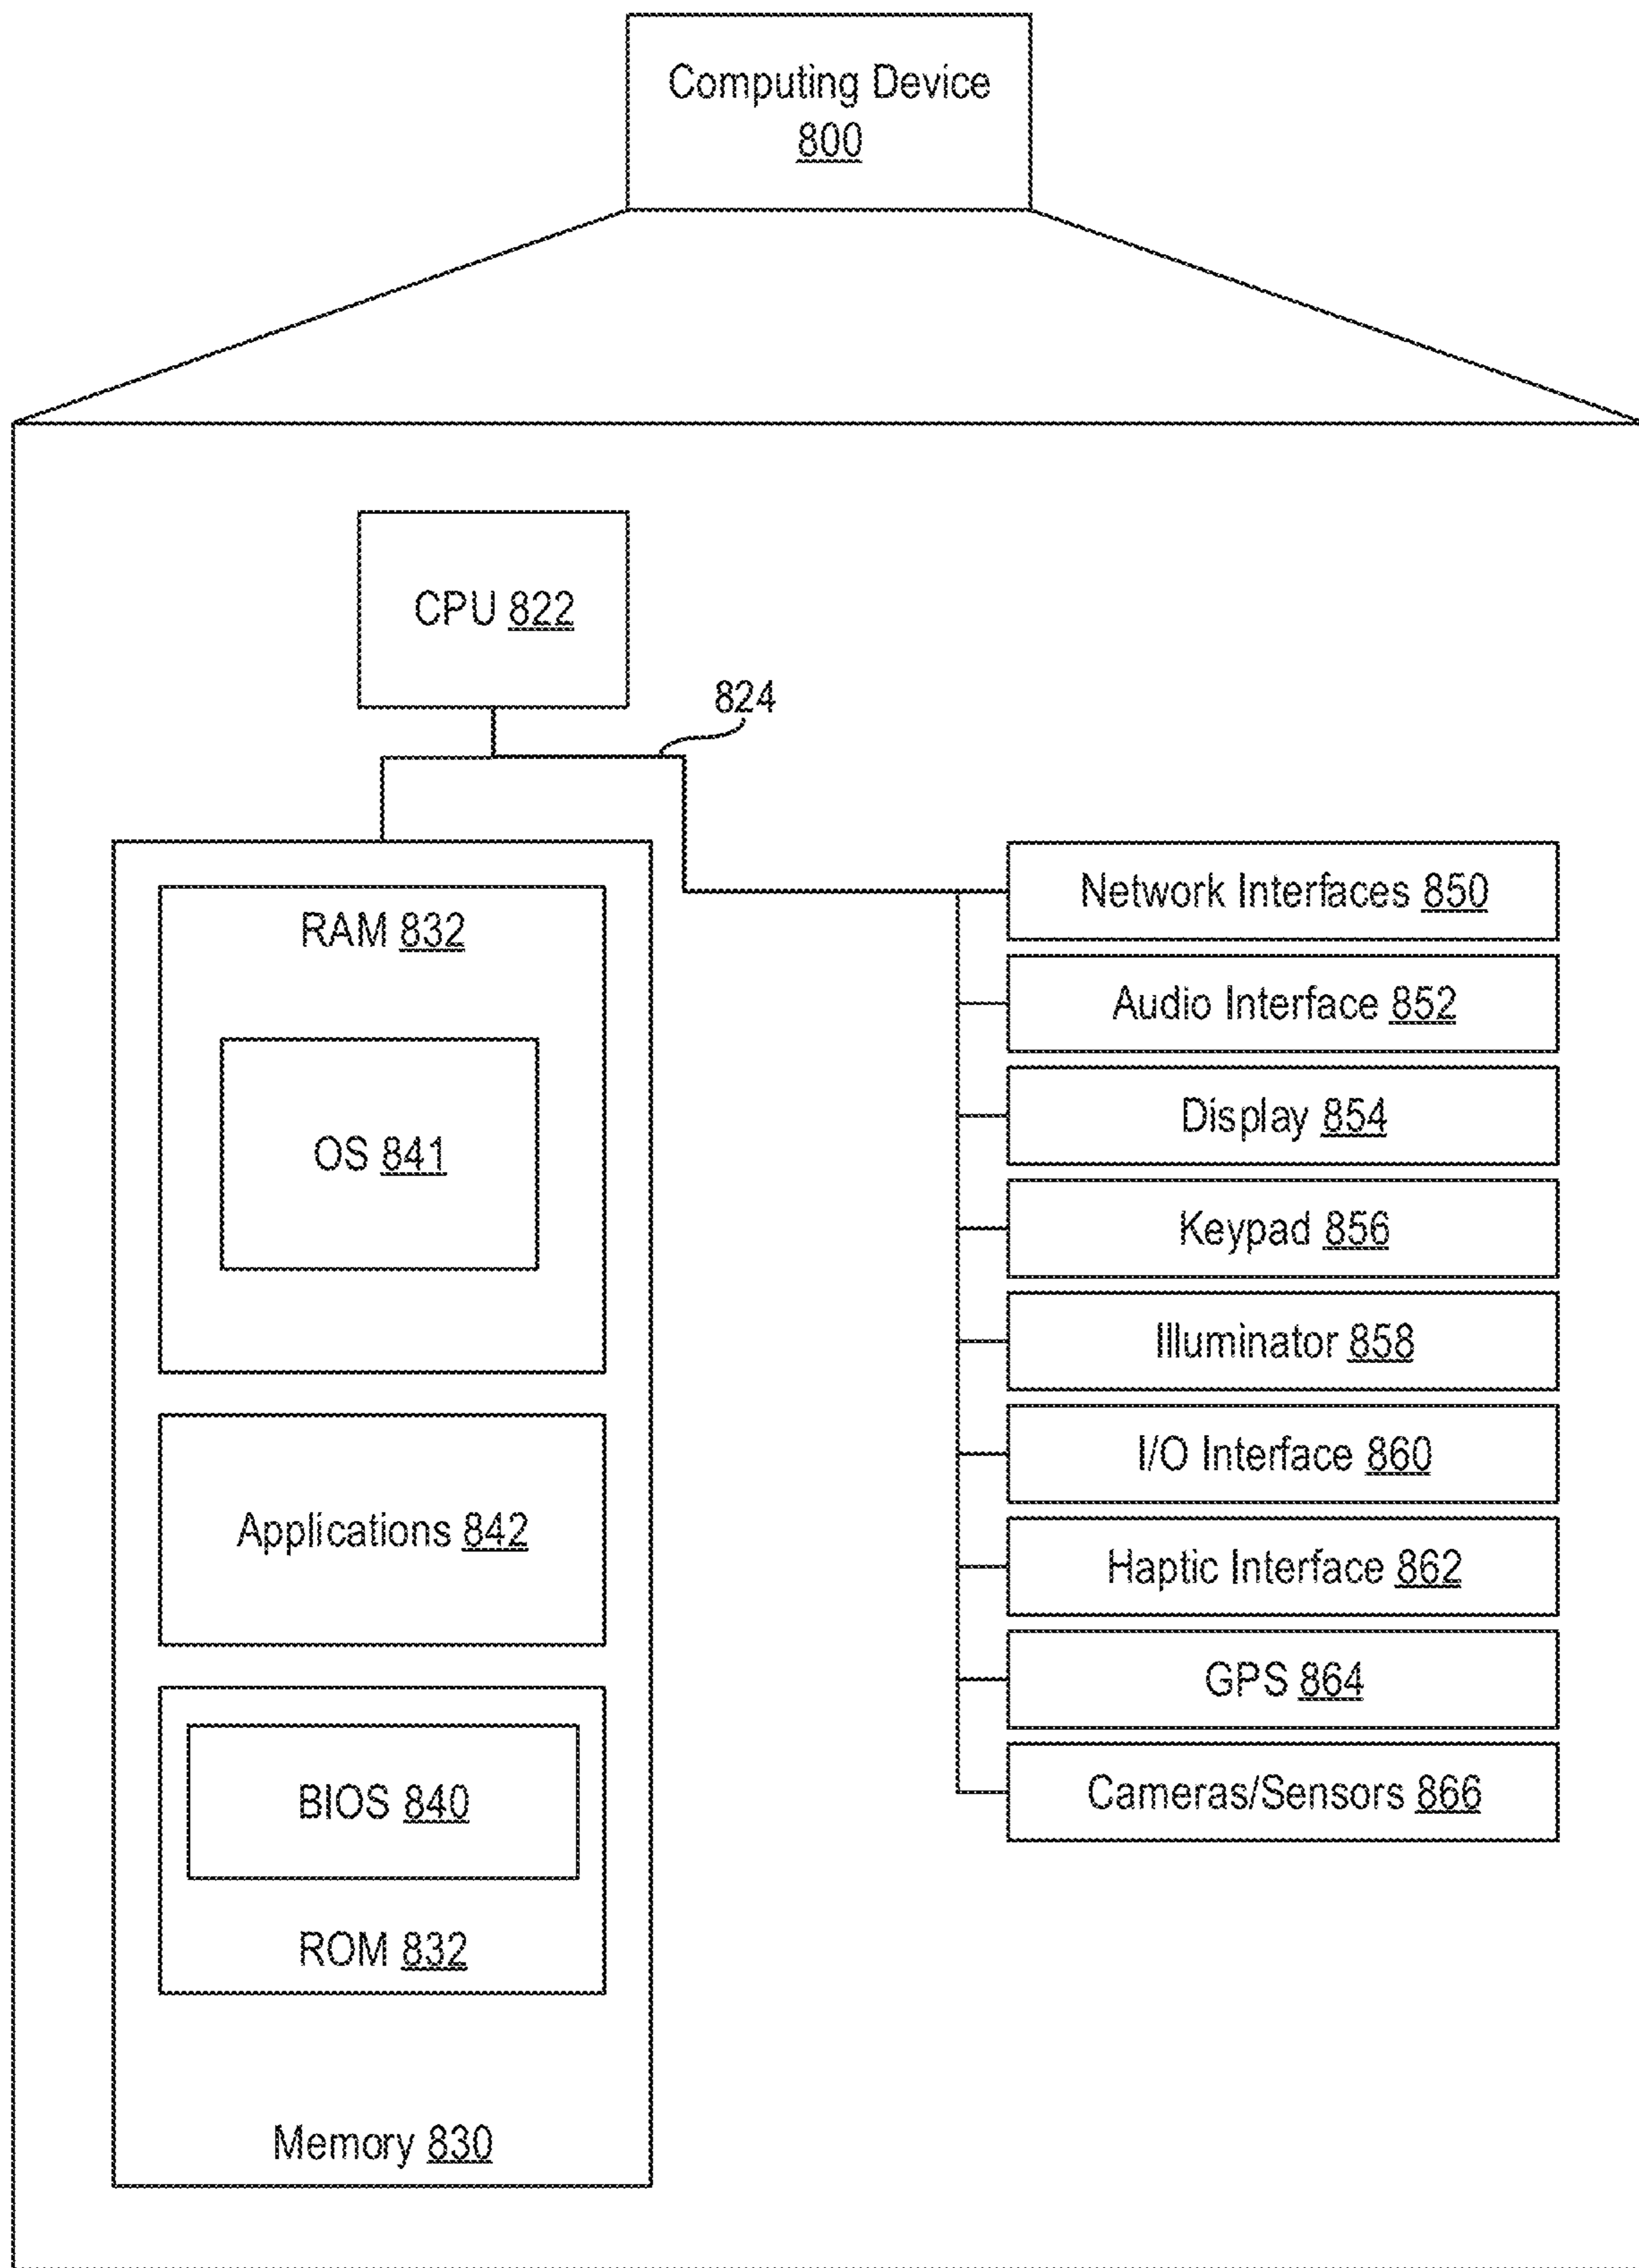 Computing Device
800
CPU 822
824
RAM 832
OS 841
Applications 842
BIOS 840
ROM 832
Memory 830
Network Interfaces 850
Audio Interface 852
Display 854
Keypad 856
Illuminator 858
I/O Interface 860
Haptic Interface 862
GPS 864
Cameras/Sensors 866